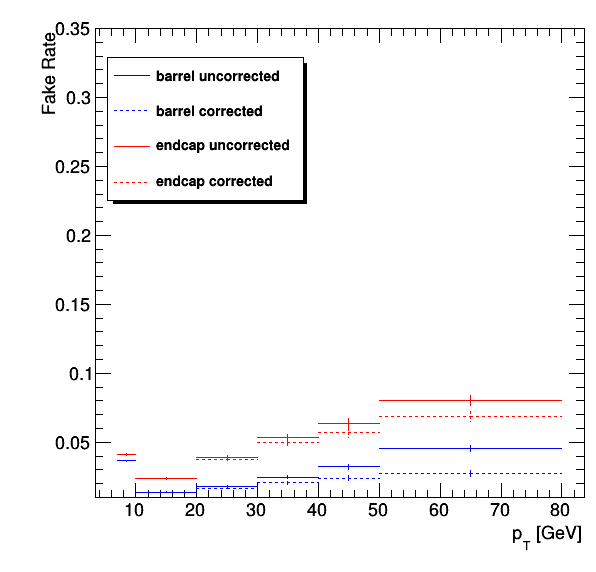 Fake Rate
0.35
0.3
0.25
0.2
0.15
0.1
0.05
barrel uncorrected
barrel corrected
endcap uncorrected
endcap corrected
10 20 30 40 50 60 70 80
p_T [GeV]